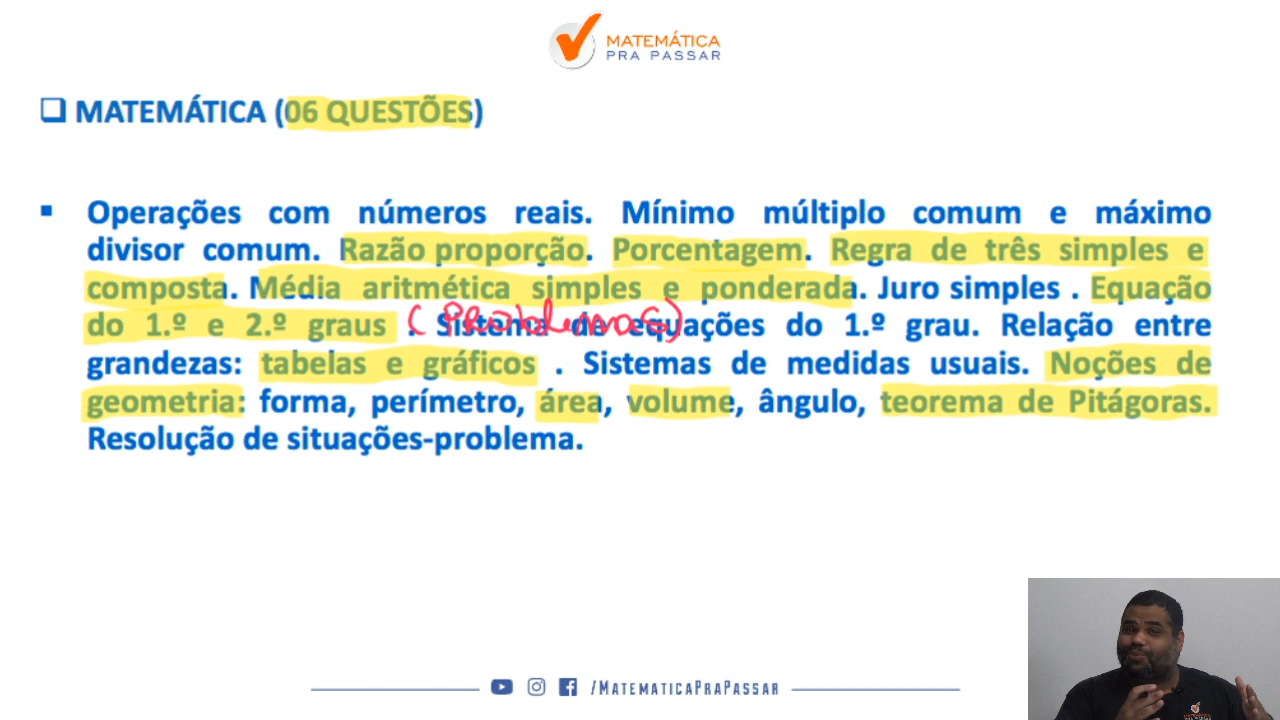 MATEMÁTICA
PRA PASSAR
MATEMÁTICA (06 QUESTÕES)
Operações com números reais. Mínimo múltiplo comum e máximo
divisor comum. Razão proporção. Porcentagem. Regra de três simples e
composta. Média aritmética simples e ponderada. Juro simples . Equação
do 1.º e 2.º graus . Sistema de equações do 1.º grau. Relação entre
(PRoblemas)
grandezas: tabelas e gráficos . Sistemas de medidas usuais. Noções de
geometria: forma, perímetro, área, volume, ângulo, teorema de Pitágoras.
Resolução de situações-problema.
/MATEMATICAPRAPASSAR
MATEMÁTICA
PRA PASSAR